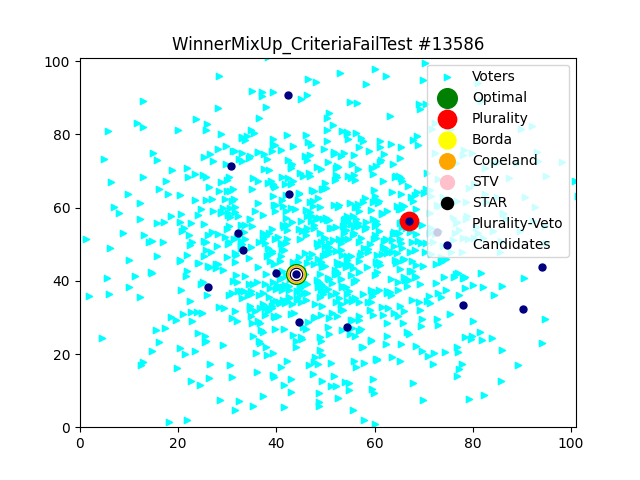 WinnerMixUp_CriteriaFailTest #13586
100
80
60
40
20
0
0
20
40
60
80
100
Voters
Optimal
Plurality
Borda
Copeland
STV
STAR
Plurality-Veto
Candidates